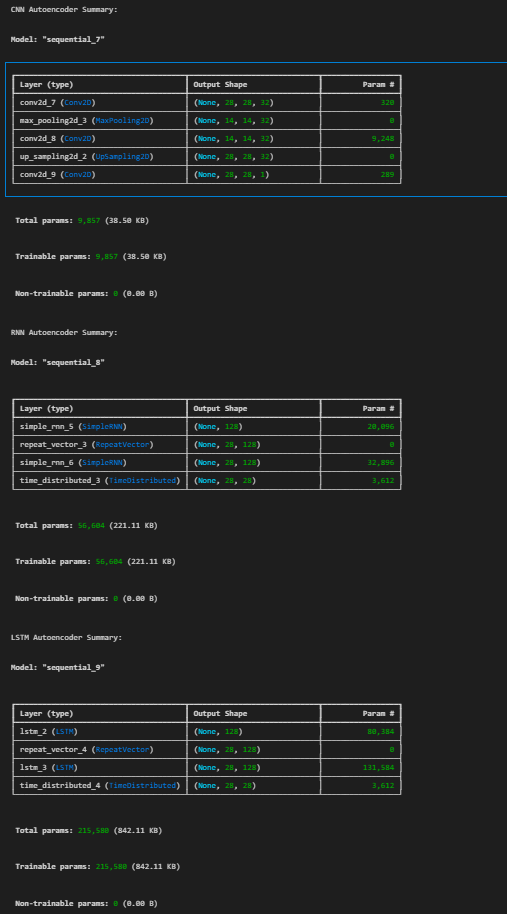 CNN Autoencoder Summary:
Model: "sequential_7"
Layer (type) Output Shape Param #
conv2d_7 (Conv2D) (None, 28, 28, 32) 320
max_pooling2d_3 (MaxPooling2D) (None, 14, 14, 32) 0
conv2d_8 (Conv2D) (None, 14, 14, 32) 9,248
up_sampling2d_2 (UpSampling2D) (None, 28, 28, 32) 0
conv2d_9 (Conv2D) (None, 28, 28, 1) 289
Total params: 9,857 (38.50 KB)
Trainable params: 9,857 (38.50 KB)
Non-trainable params: 0 (0.00 B)
RNN Autoencoder Summary:
Model: "sequential_8"
Layer (type) Output Shape Param #
simple_rnn_5 (SimpleRNN) (None, 128) 20,096
repeat_vector_3 (RepeatVector) (None, 28, 128) 0
simple_rnn_6 (SimpleRNN) (None, 28, 128) 32,896
time_distributed_3 (TimeDistributed) (None, 28, 28) 3,612
Total params: 56,604 (221.11 KB)
Trainable params: 56,604 (221.11 KB)
Non-trainable params: 0 (0.00 B)
LSTM Autoencoder Summary:
Model: "sequential_9"
Layer (type) Output Shape Param #
lstm_2 (LSTM) (None, 128) 80,384
repeat_vector_4 (RepeatVector) (None, 28, 128) 0
lstm_3 (LSTM) (None, 28, 128) 131,584
time_distributed_4 (TimeDistributed) (None, 28, 28) 3,612
Total params: 215,580 (842.11 KB)
Trainable params: 215,580 (842.11 KB)
Non-trainable params: 0 (0.00 B)